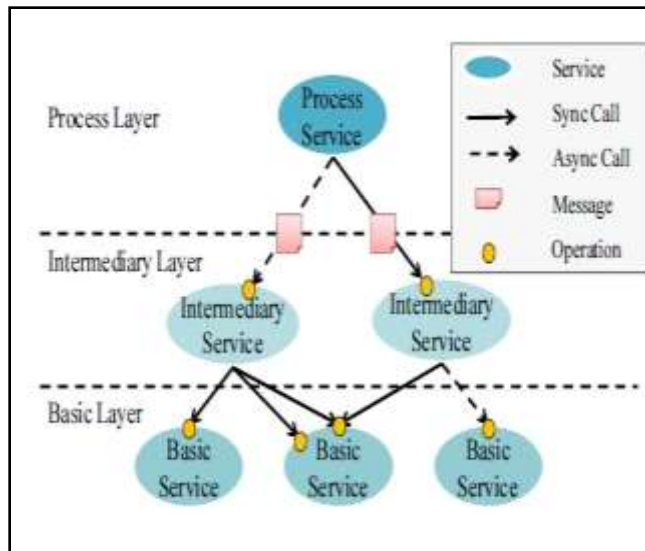 Process Layer
Process
Service
Service
Sync Call
Async Call
Message
Operation
Intermediary Layer
Intermediary
Service
Intermediary
Service
Basic Layer
Basic
Service
Basic
Service
Basic
Service